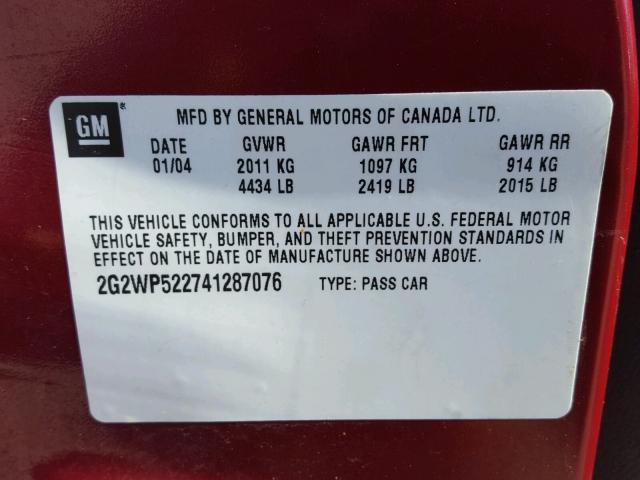 GM®
MFD BY GENERAL MOTORS OF CANADA LTD.
DATE GVWR GAWR FRT GAWR RR
01/04 2011 KG 1097 KG 914 KG
4434 LB 2419 LB 2015 LB
THIS VEHICLE CONFORMS TO ALL APPLICABLE U.S. FEDERAL MOTOR
VEHICLE SAFETY, BUMPER, AND THEFT PREVENTION STANDARDS IN
EFFECT ON THE DATE OF MANUFACTURE SHOWN ABOVE.
2G2WP522741287076 TYPE: PASS CAR